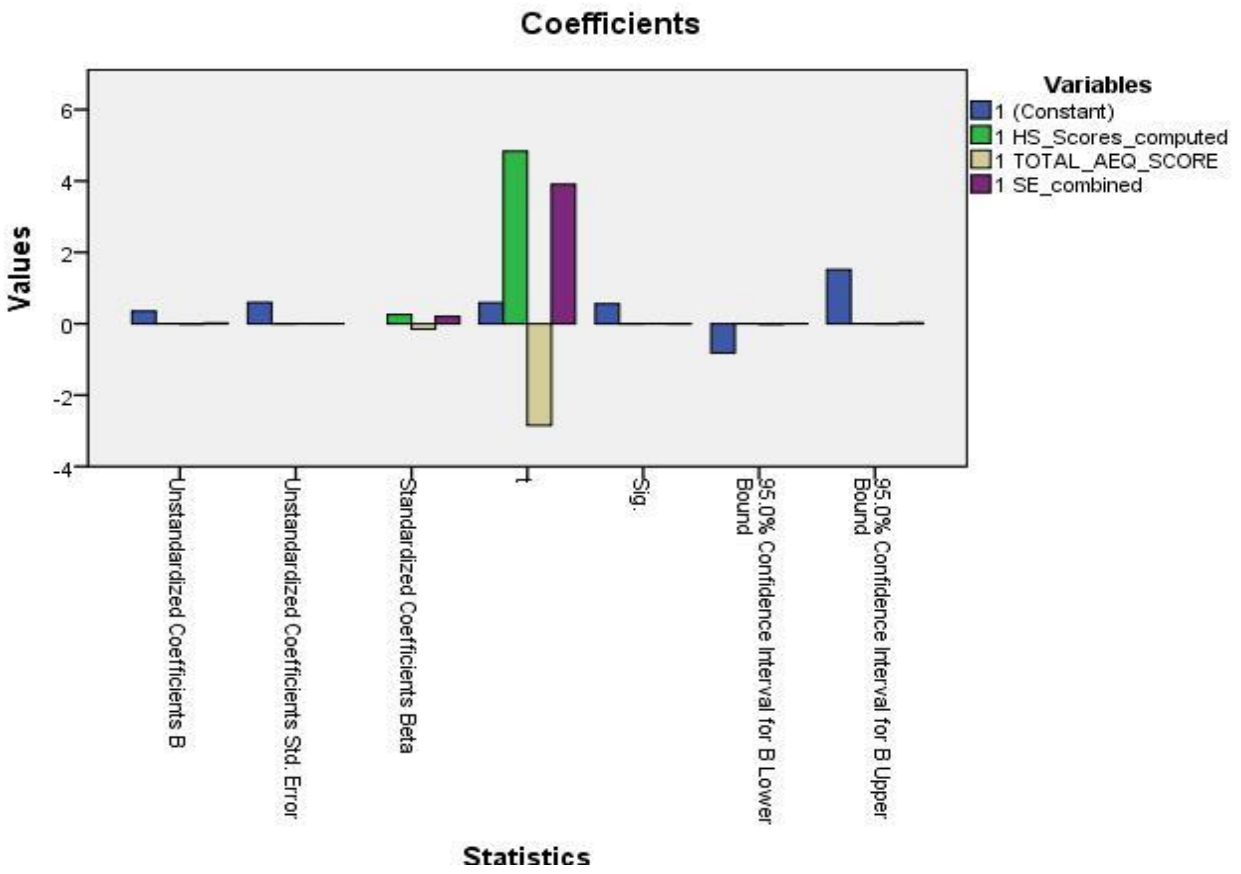 Coefficients
Values
6
4
2
0
-2
-4
Variables
1 (Constant)
1 HS_Scores_computed
1 TOTAL_AEQ_SCORE
1 SE_combined
Unstandardized Coefficients B
Unstandardized Coefficients Std. Error
Standardized Coefficients Beta
t
Sig.
95.0% Confidence Interval for B Lower
Bound
95.0% Confidence Interval for B Upper
Bound
Statistics